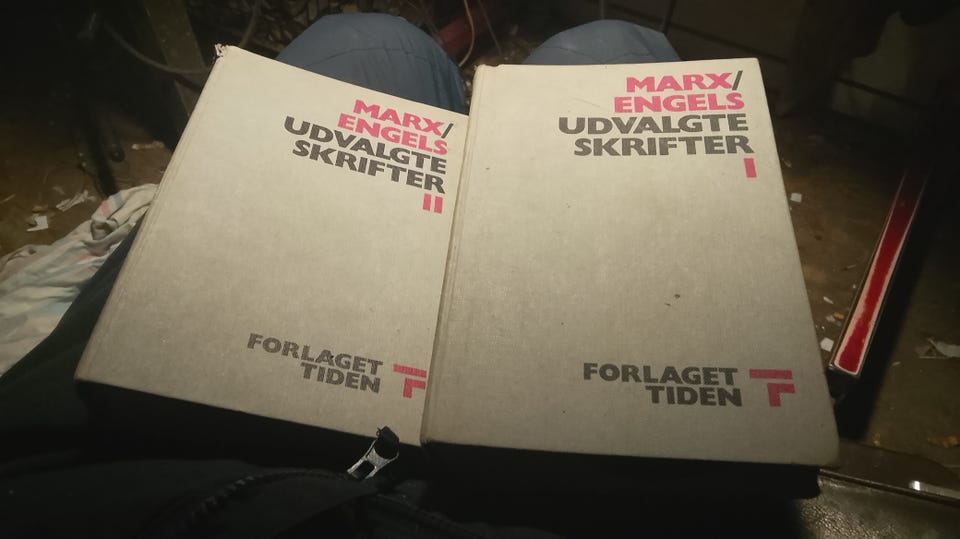 MARX/
ENGELS
UDVALGTE
SKRIFTER
II
FORLAGET
TIDEN
MARX/
ENGELS
UDVALGTE
SKRIFTER
I
FORLAGET
TIDEN